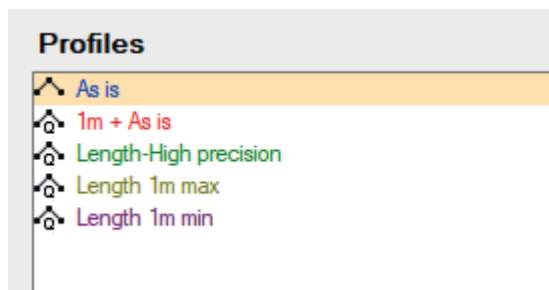 Profiles
As is
1m + As is
Length-High precision
Length 1m max
Length 1m min